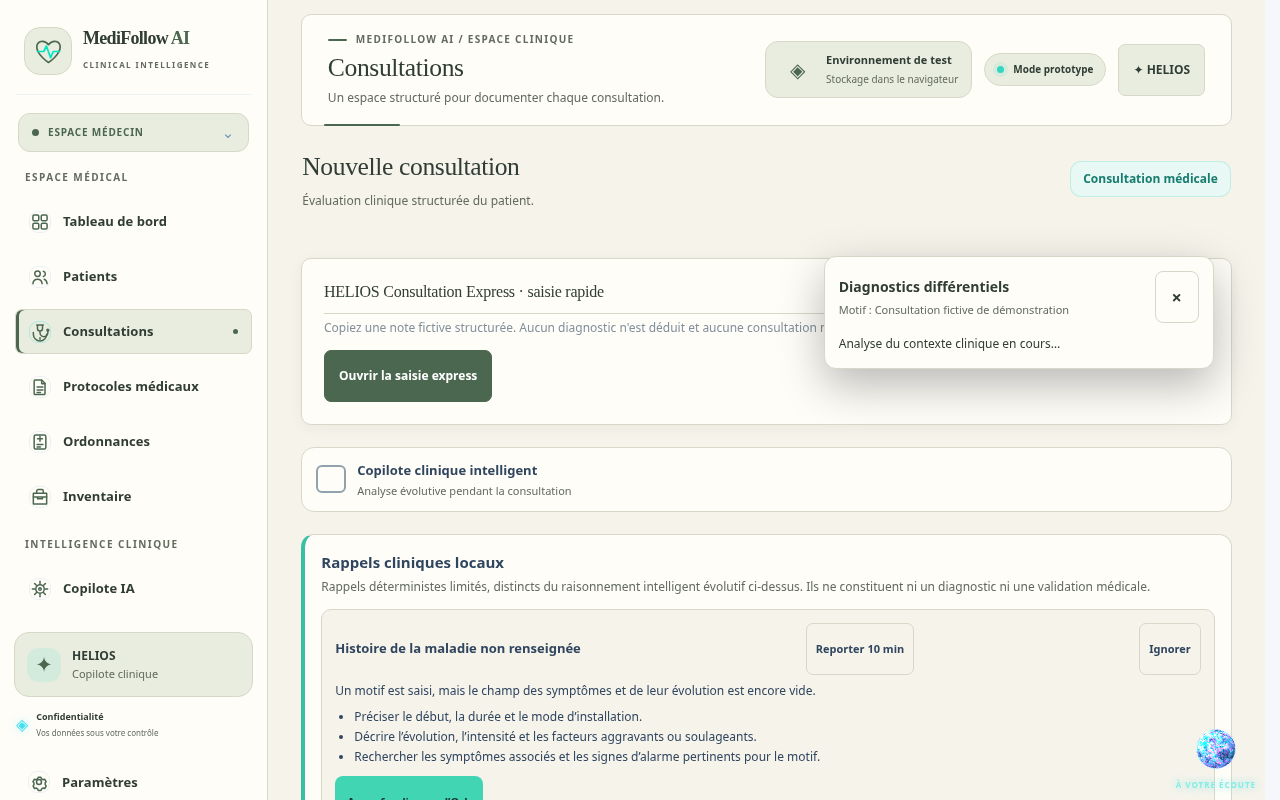 MediFollow AI
CLINICAL INTELLIGENCE
ESPACE MÉDECIN
ESPACE MÉDICAL
Tableau de bord
Patients
Consultations
Protocoles médicaux
Ordonnances
Inventaire
INTELLIGENCE CLINIQUE
Copilote IA
HELIOS
Copilote clinique
Confidentialité
Vos données sous votre contrôle
Paramètres
MEDIFOLLOW AI / ESPACE CLINIQUE
Consultations
Un espace structuré pour documenter chaque consultation.
Environnement de test
Stockage dans le navigateur
Mode prototype
✦ HELIOS
Nouvelle consultation
Évaluation clinique structurée du patient.
Consultation médicale
HELIOS Consultation Express · saisie rapide
Copiez une note fictive structurée. Aucun diagnostic n'est déduit et aucune consultation
Ouvrir la saisie express
Diagnostics différentiels
Motif : Consultation fictive de démonstration
×
Analyse du contexte clinique en cours...
Copilote clinique intelligent
Analyse évolutive pendant la consultation
Rappels cliniques locaux
Rappels déterministes limités, distincts du raisonnement intelligent évolutif ci-dessus. Ils ne constituent ni un diagnostic ni une validation médicale.
Histoire de la maladie non renseignée
Reporter 10 min
Ignorer
Un motif est saisi, mais le champ des symptômes et de leur évolution est encore vide.
• Préciser le début, la durée et le mode d’installation.
• Décrire l’évolution, l’intensité et les facteurs aggravants ou soulageants.
• Rechercher les symptômes associés et les signes d’alarme pertinents pour le motif.
À VOTRE ÉCOUTE